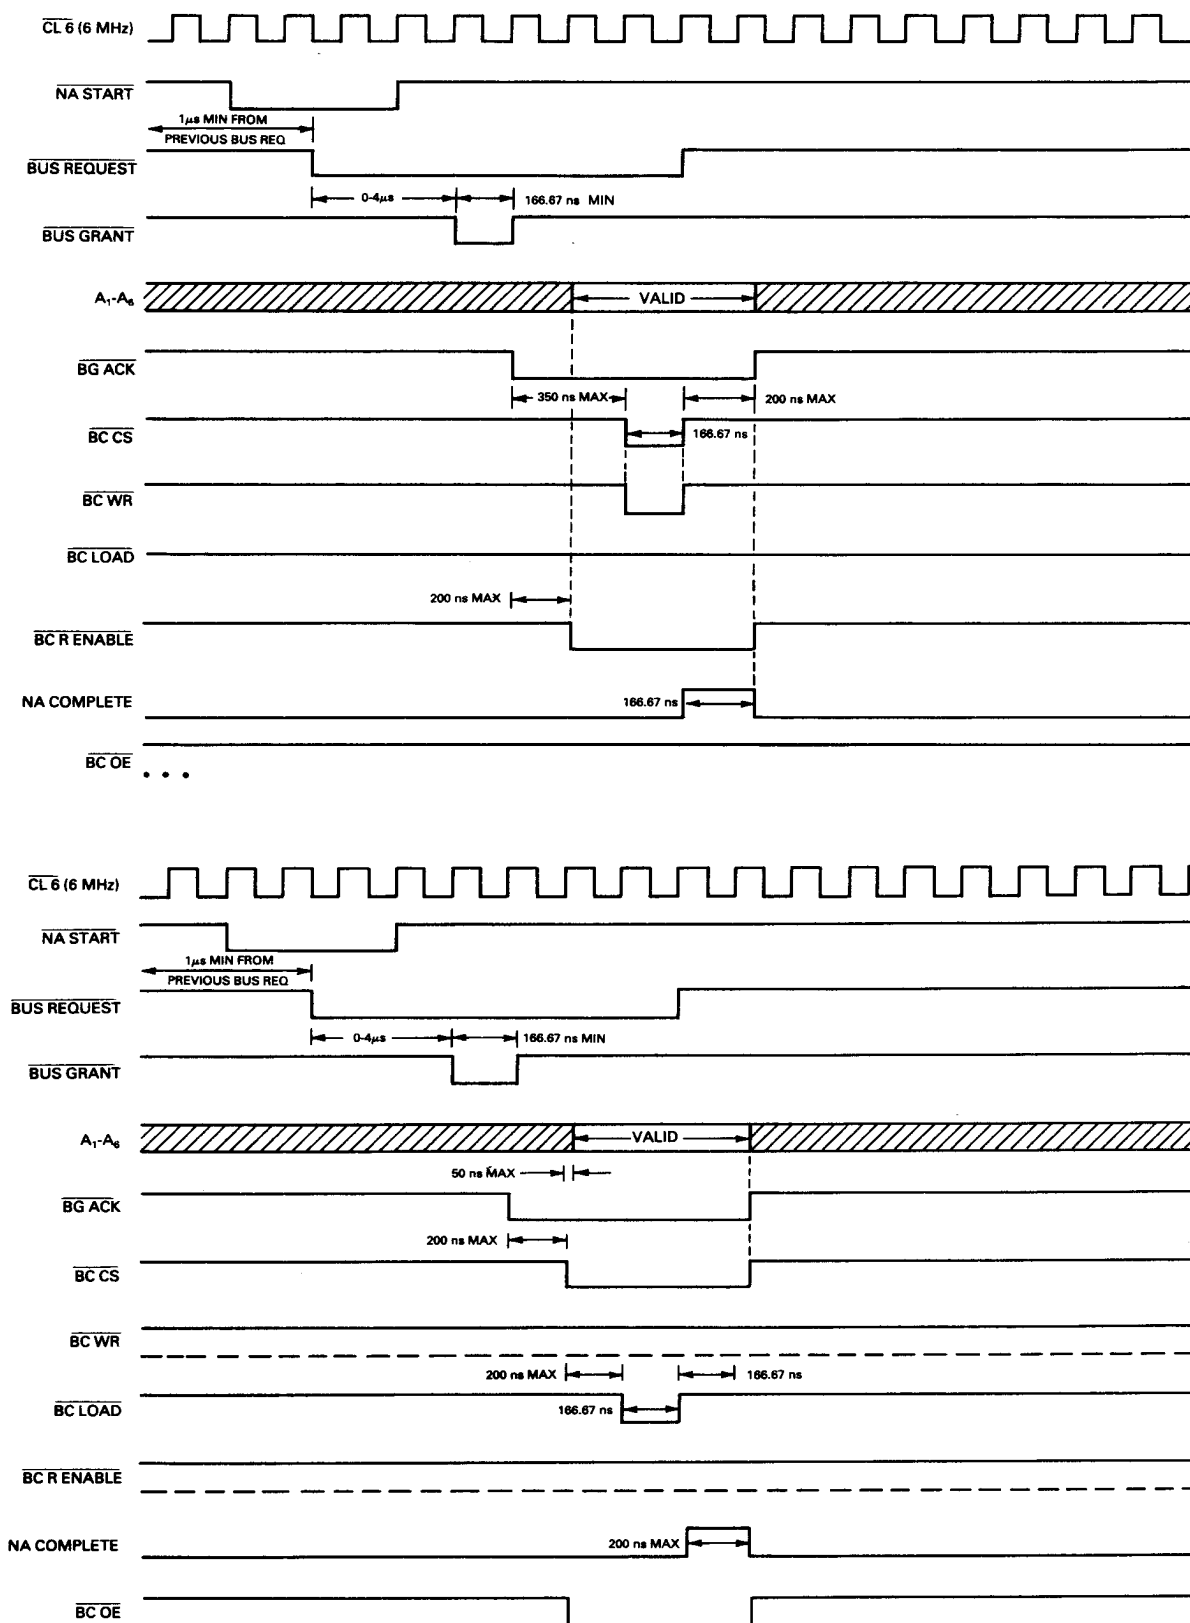 CL 6 (6 MHz)
NA START
1μs MIN FROM
PREVIOUS BUS REQ
BUS REQUEST
0-4μs 166.67 ns MIN
BUS GRANT
A₁-A₆ VALID
BG ACK
350 ns MAX 200 ns MAX
BC CS 166.67 ns
BC WR
BC LOAD
200 ns MAX
BC R ENABLE
NA COMPLETE 166.67 ns
BC OE
• • •
CL 6 (6 MHz)
NA START
1μs MIN FROM
PREVIOUS BUS REQ
BUS REQUEST
0-4μs 166.67 ns MIN
BUS GRANT
A₁-A₆ VALID
50 ns MAX
BG ACK
200 ns MAX
BC CS
BC WR
200 ns MAX 166.67 ns
BC LOAD 166.67 ns
BC R ENABLE
NA COMPLETE 200 ns MAX
BC OE